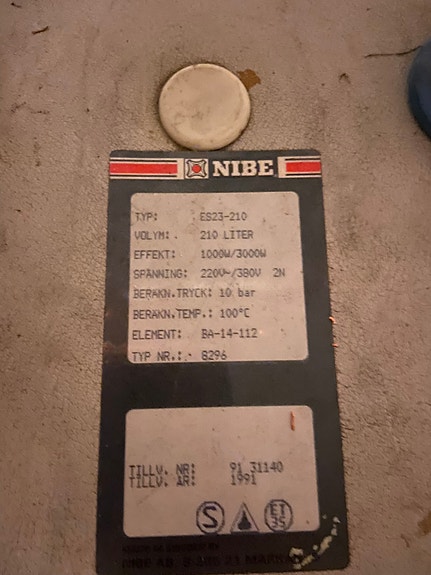 NIBE
TYP: ES23-210
VOLYM: 210 LITER
EFFEKT: 1000W/3000W
SPÄNNING: 220V~/380V 2N
BERÄKN.TRYCK: 10 bar
BERÄKN.TEMP.: 100°C
ELEMENT: BA-14-112
TYP NR.: 8296
TILLV. NR: 91 31140
TILLV. ÅR: 1991
S